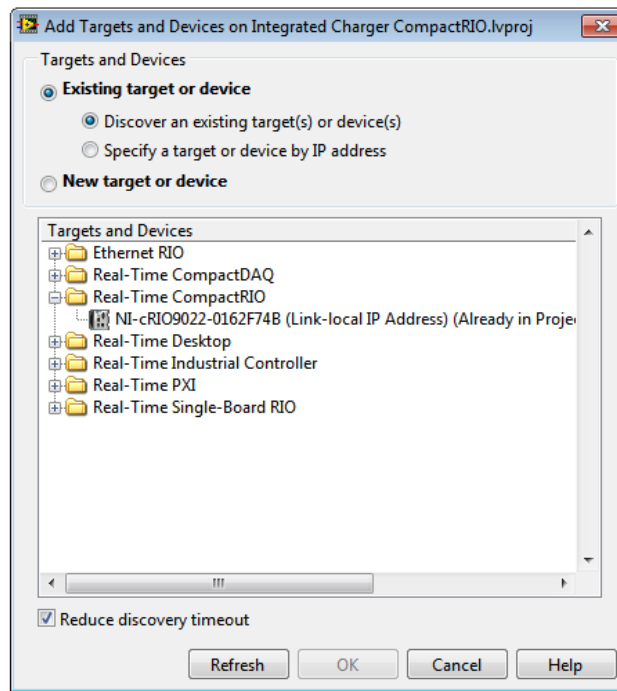 Add Targets and Devices on Integrated Charger CompactRIO.lvproj
Targets and Devices
Existing target or device
Discover an existing target(s) or device(s)
Specify a target or device by IP address
New target or device
Targets and Devices
Ethernet RIO
Real-Time CompactDAQ
Real-Time CompactRIO
NI-cRIO9022-0162F74B (Link-local IP Address) (Already in Proje
Real-Time Desktop
Real-Time Industrial Controller
Real-Time PXI
Real-Time Single-Board RIO
Reduce discovery timeout
Refresh OK Cancel Help